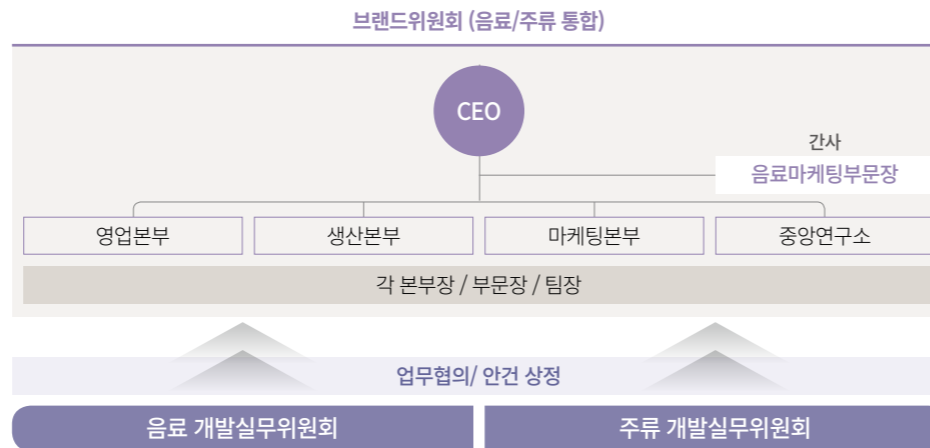 브랜드위원회 (음료/주류 통합)
CEO
간사
음료마케팅부문장
영업본부
생산본부
마케팅본부
중앙연구소
각 본부장 / 부문장 / 팀장
업무협의/ 안건 상정
음료 개발실무위원회
주류 개발실무위원회